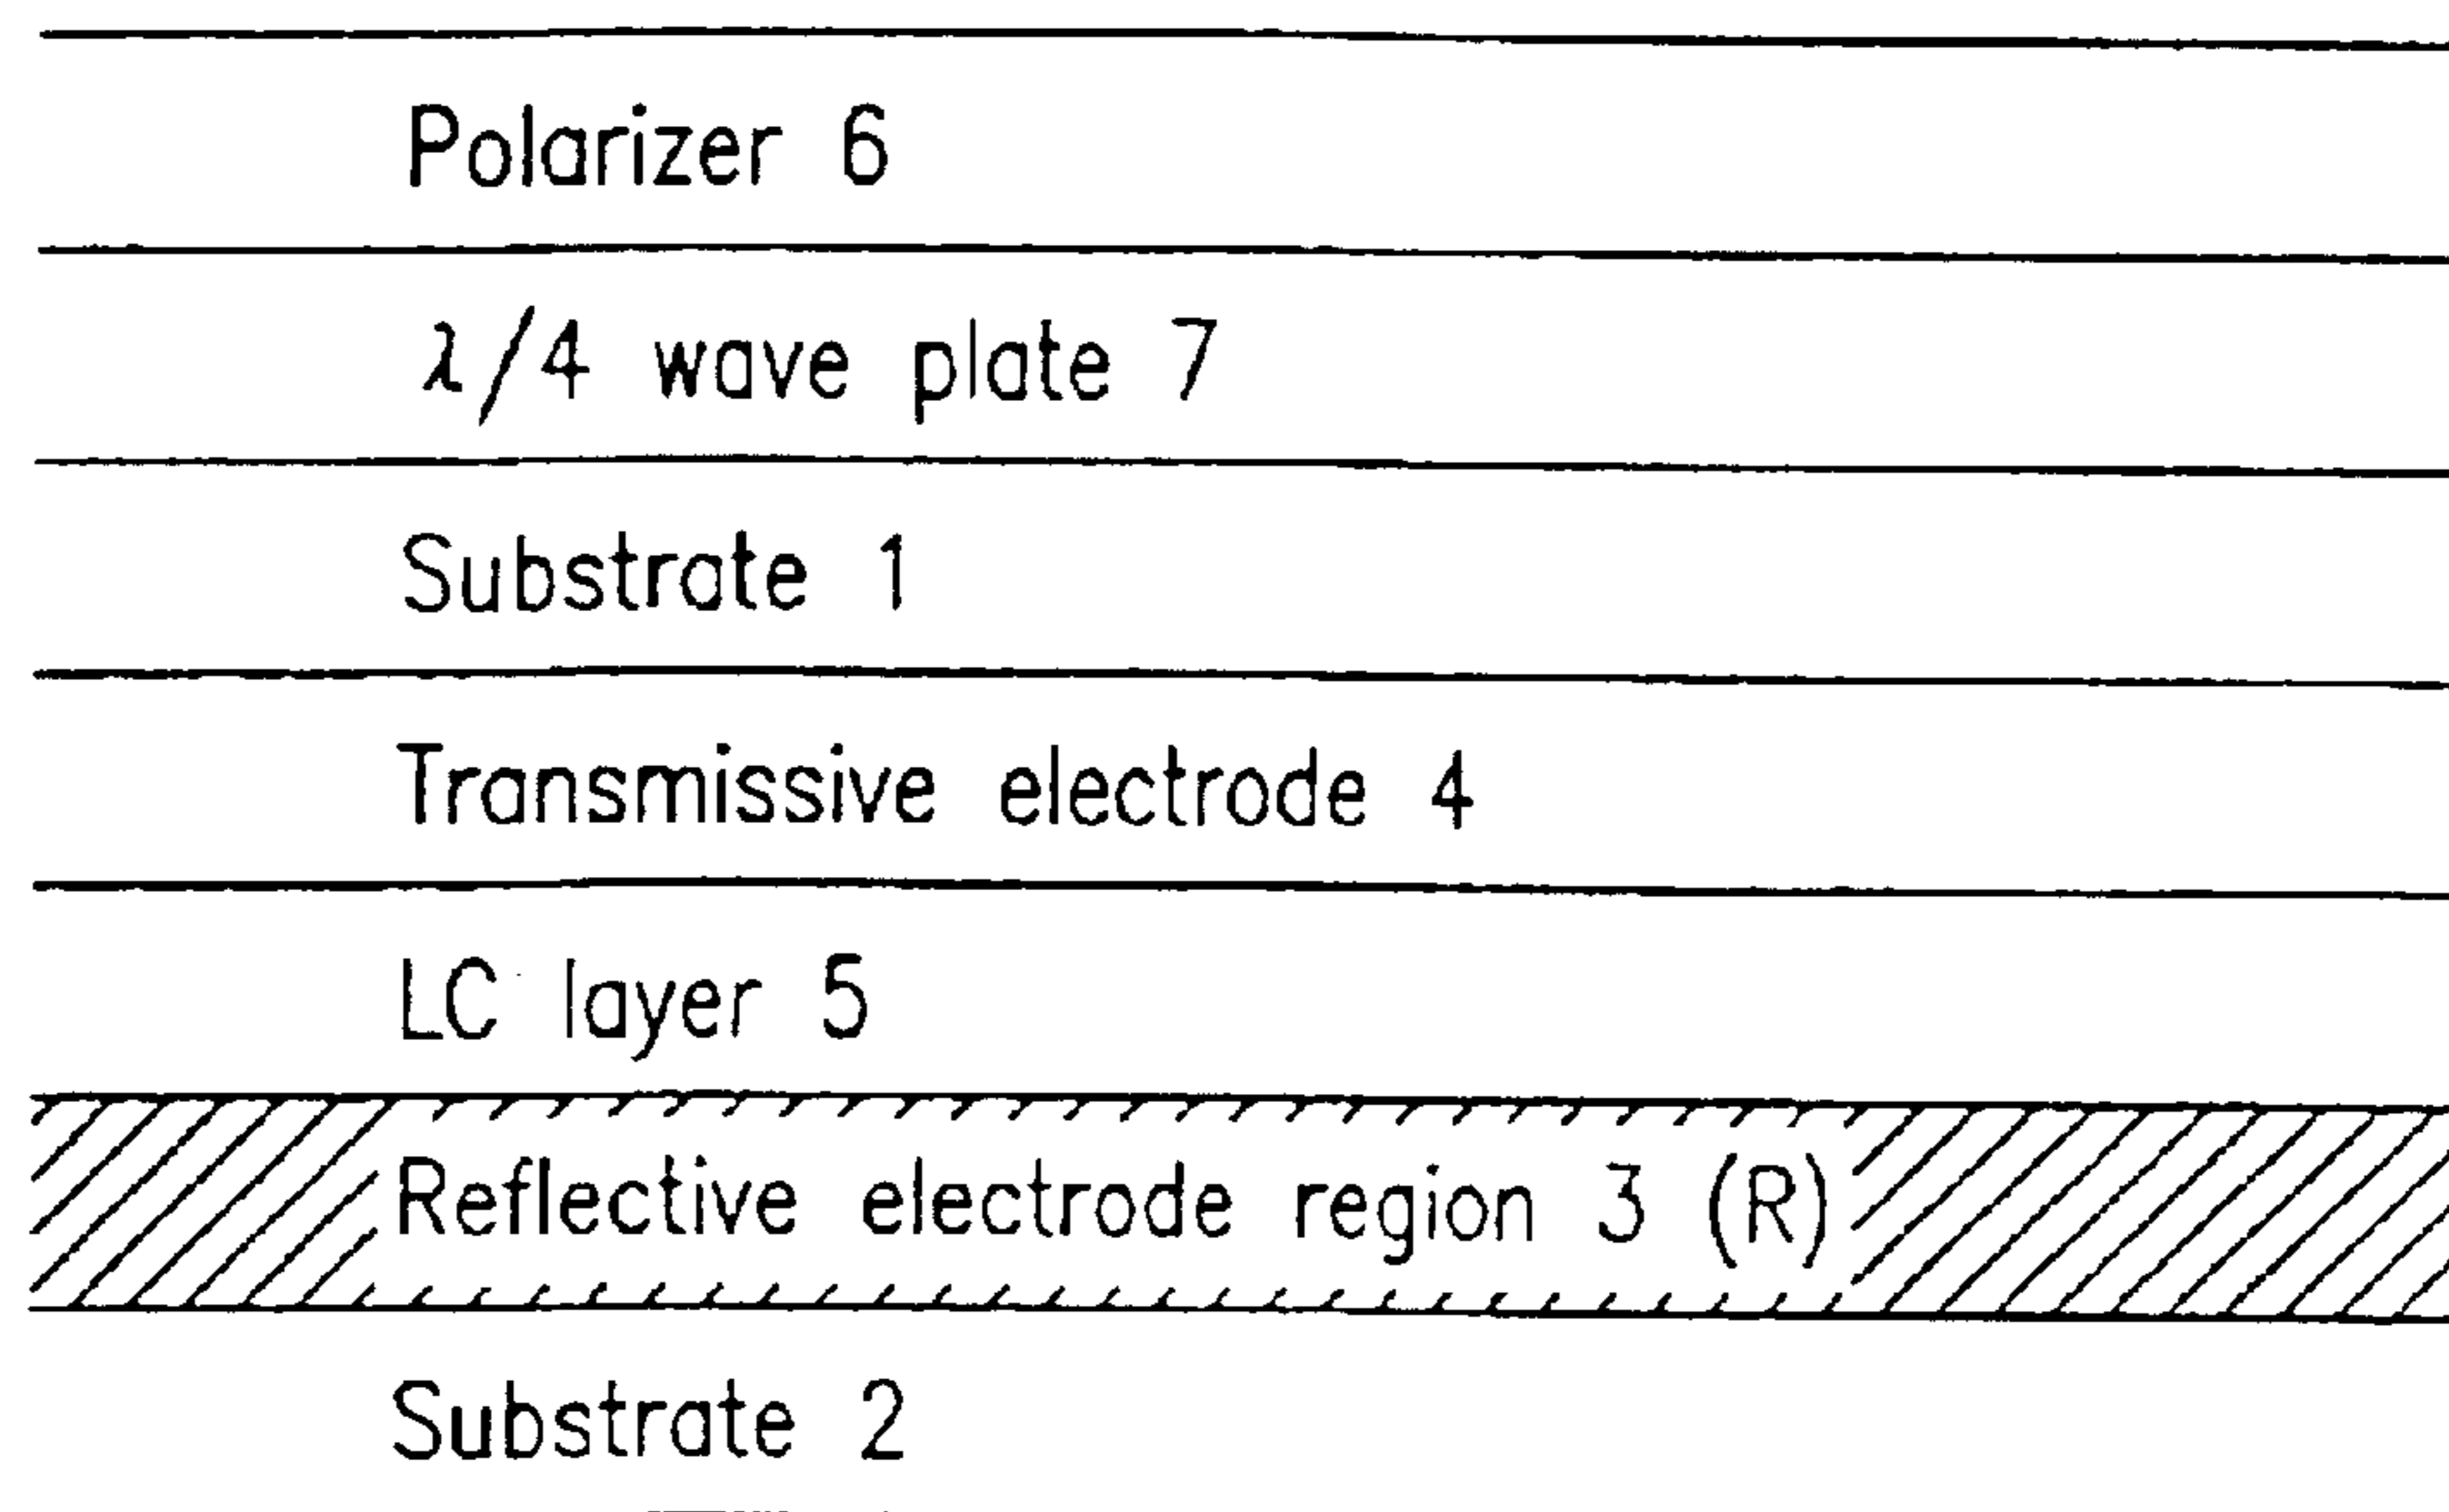 Polarizer 6
λ/4 wave plate 7
Substrate 1
Transmissive electrode 4
LC layer 5
Reflective electrode region 3 (R)
Substrate 2